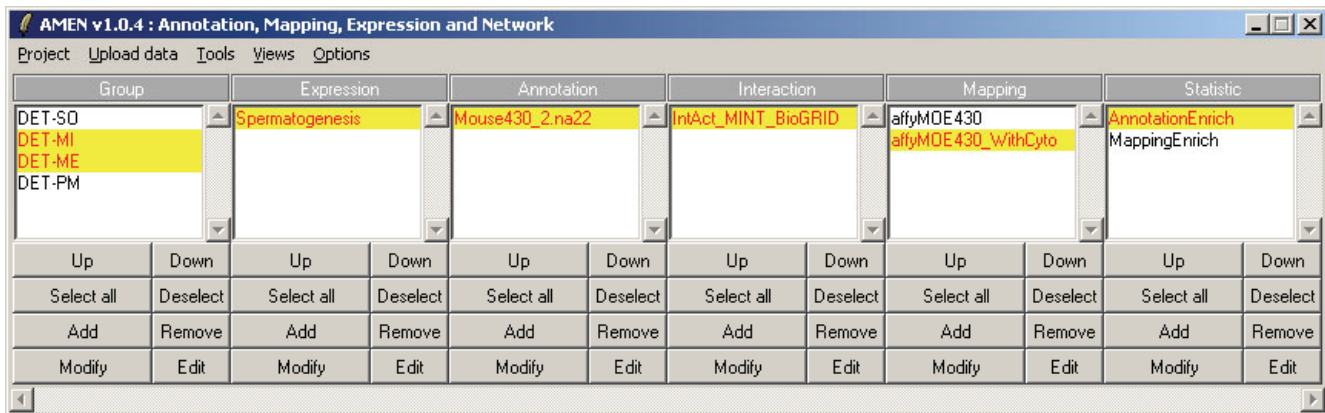 AMEN v1.0.4 : Annotation, Mapping, Expression and Network
Project Upload data Tools Views Options
Group Expression Annotation Interaction Mapping Statistic
DET-SO Spermatogenesis Mouse430_2.na22 IntAct_MINT_BioGRID affyMOE430 AnnotationEnrich
DET-MI affyMOE430_WithCyto MappingEnrich
DET-ME
DET-PM
Up Down Up Down Up Down Up Down Up Down Up Down
Select all Deselect Select all Deselect Select all Deselect Select all Deselect Select all Deselect Select all Deselect
Add Remove Add Remove Add Remove Add Remove Add Remove Add Remove
Modify Edit Modify Edit Modify Edit Modify Edit Modify Edit Modify Edit